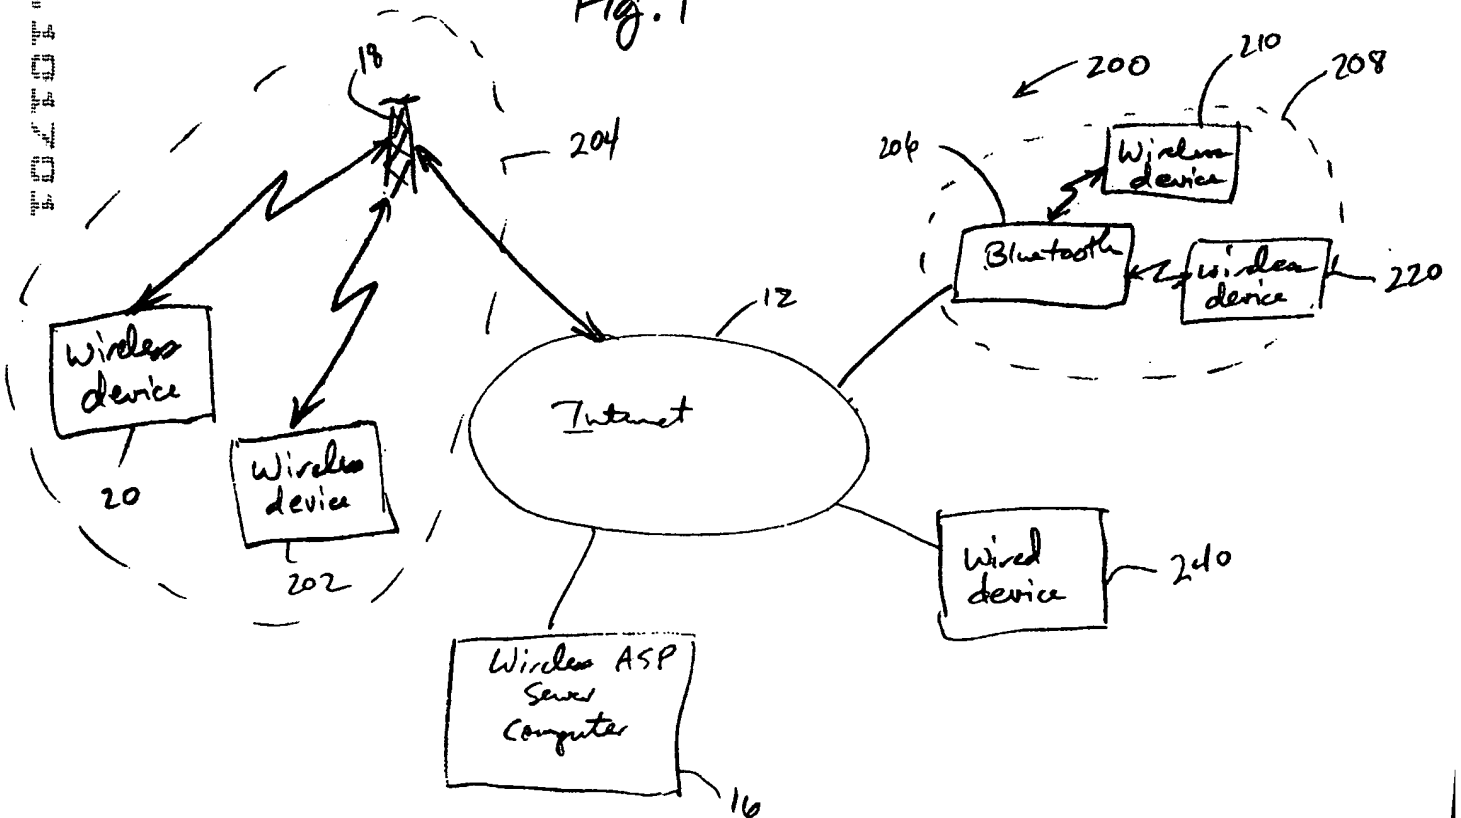 Fig. 1
.101701
18
204
200
210
208
206
Wireless
device
Bluetooth
Wireless
device
220
12
Wireless
device
20
Internet
Wireless
device
202
Wired
device
240
Wireless ASP
Server
Computer
16